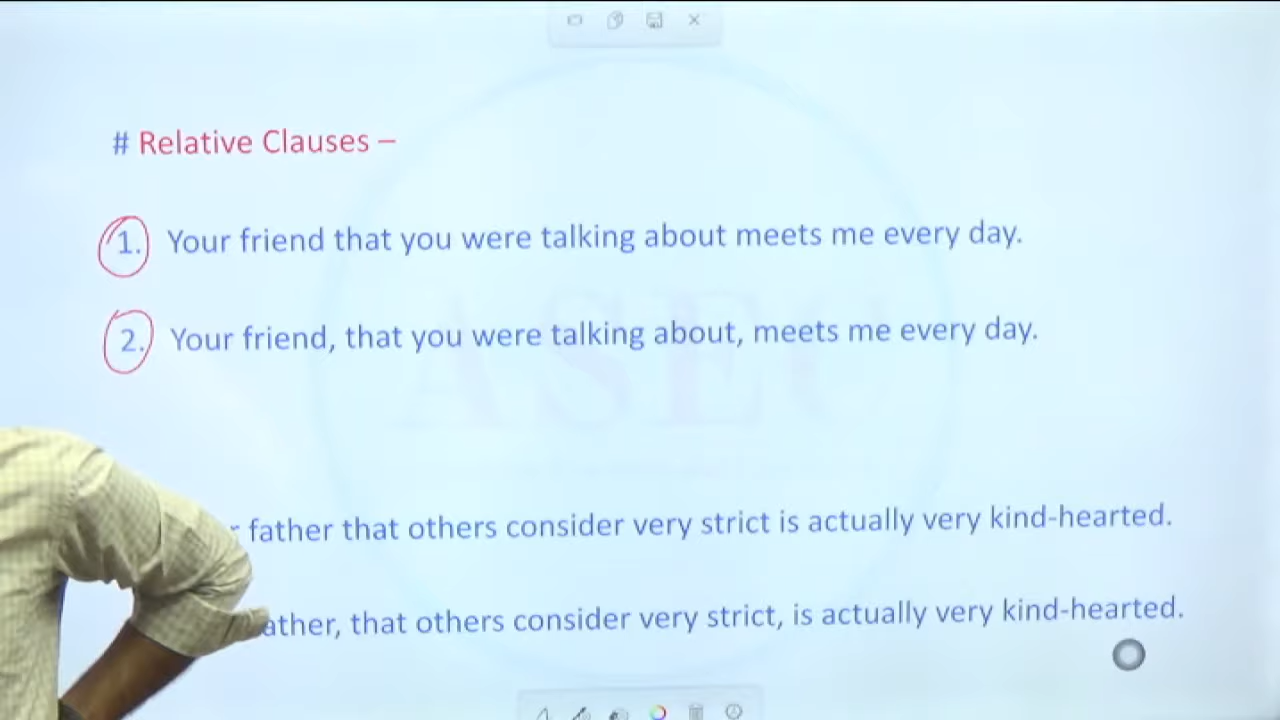 # Relative Clauses –
1. Your friend that you were talking about meets me every day.
2. Your friend, that you were talking about, meets me every day.
father that others consider very strict is actually very kind-hearted.
that others consider very strict, is actually very kind-hearted.
ASEC